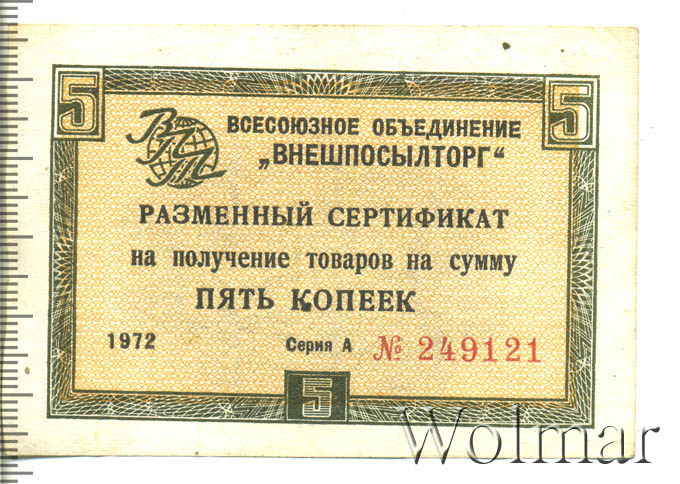 5 5
ВПТ
ВСЕСОЮЗНОЕ ОБЪЕДИНЕНИЕ
„ВНЕШПОСЫЛТОРГ“
РАЗМЕННЫЙ СЕРТИФИКАТ
на получение товаров на сумму
ПЯТЬ КОПЕЕК
1972 Серия А № 249121
5
Wolmar